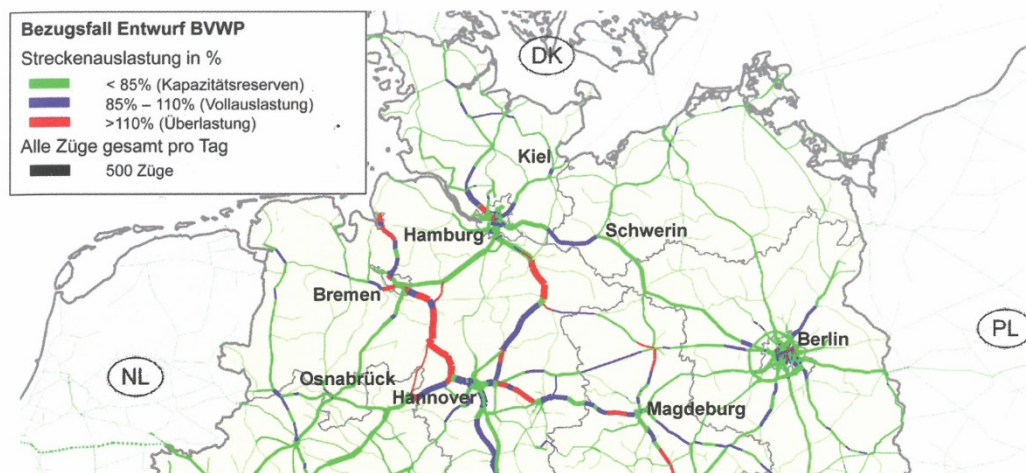 Bezugsfall Entwurf BVWP
Streckenauslastung in %
< 85% (Kapazitätsreserven)
85% – 110% (Vollauslastung)
>110% (Überlastung)
Alle Züge gesamt pro Tag
500 Züge
DK
Kiel
Hamburg
Schwerin
Bremen
Berlin
PL
NL
Osnabrück
Hannover
Magdeburg